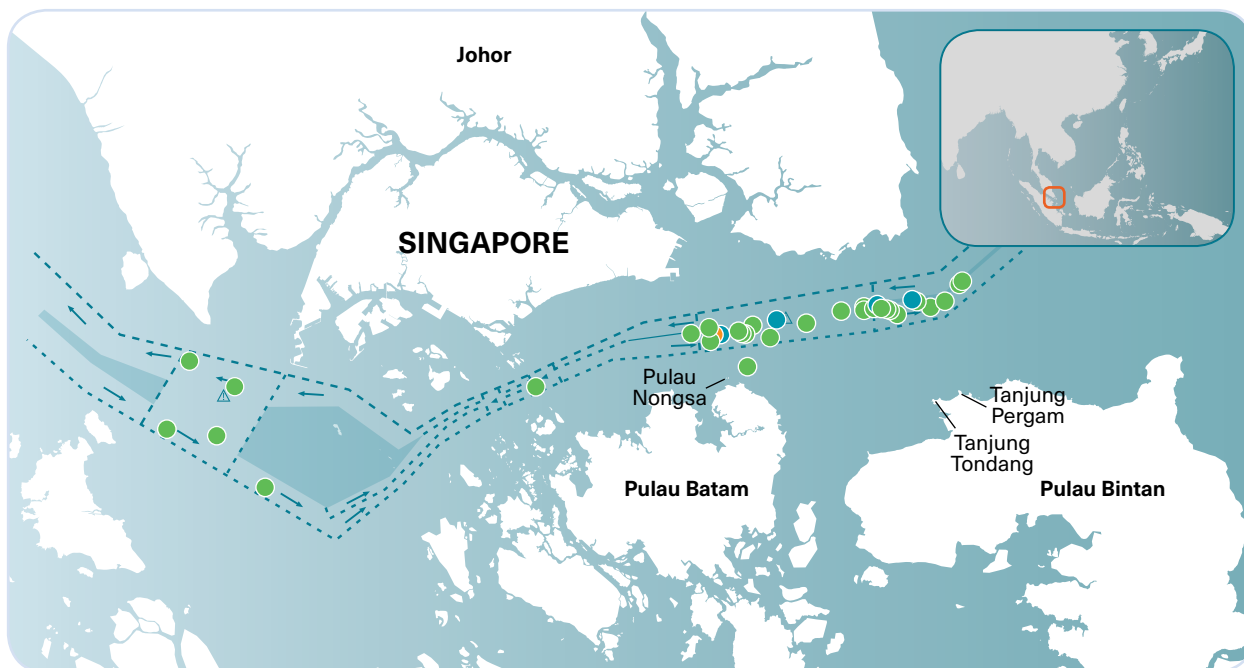 Johor
SINGAPORE
Pulau
Nongsa
Tanjung
Pergam
Tanjung
Tondang
Pulau Batam
Pulau Bintan